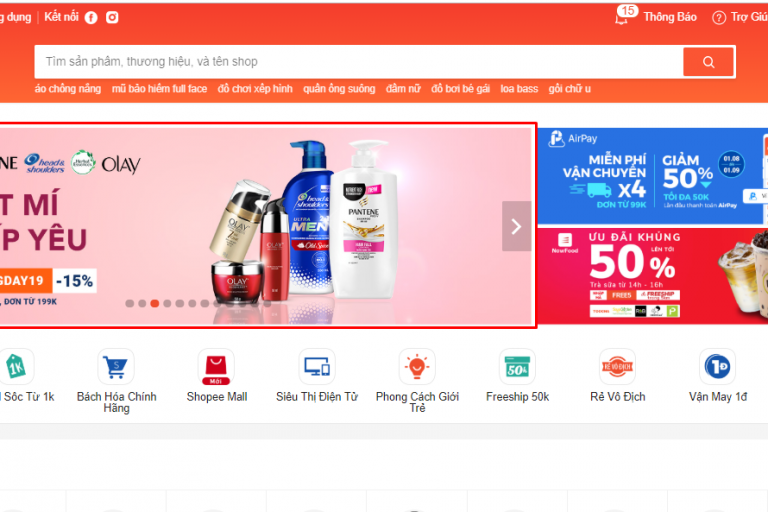 g dụng Kết nối
15
Thông Báo
Trợ Giú
Tìm sản phẩm, thương hiệu, và tên shop
áo chống nắng mũ bảo hiểm full face đồ chơi xếp hình quần ống suông đầm nữ đồ bơi bé gái loa bass gối chữ u
NE head & shoulders Herbal Essences OLAY
T MÍ
P YÊU
GDAY19 -15%
, ĐƠN TỪ 199K
OLAY
OLAY
OLAY
head & shoulders
ULTRA
MEN
Old Spice
PANTENE
AirPay
MIỄN PHÍ
VẬN CHUYỂN
X4
ĐƠN TỪ 99K
GIẢM
50%
TỐI ĐA 50K
Lần đầu thanh toán AirPay
01.08
01.09
NowFood
ƯU ĐÃI KHỦNG
LÊN TỚI
50%
Trà sữa từ 14h - 16h
FREES
FREESHIP
Sốc Từ 1k
Bách Hóa Chính
Hãng
Mới
Shopee Mall
Siêu Thị Điện Tử
Phong Cách Giới
Trẻ
50k
Freeship 50k
RẺ VÔ ĐỊCH
Rẻ Vô Địch
1Đ
Vận May 1đ
1K